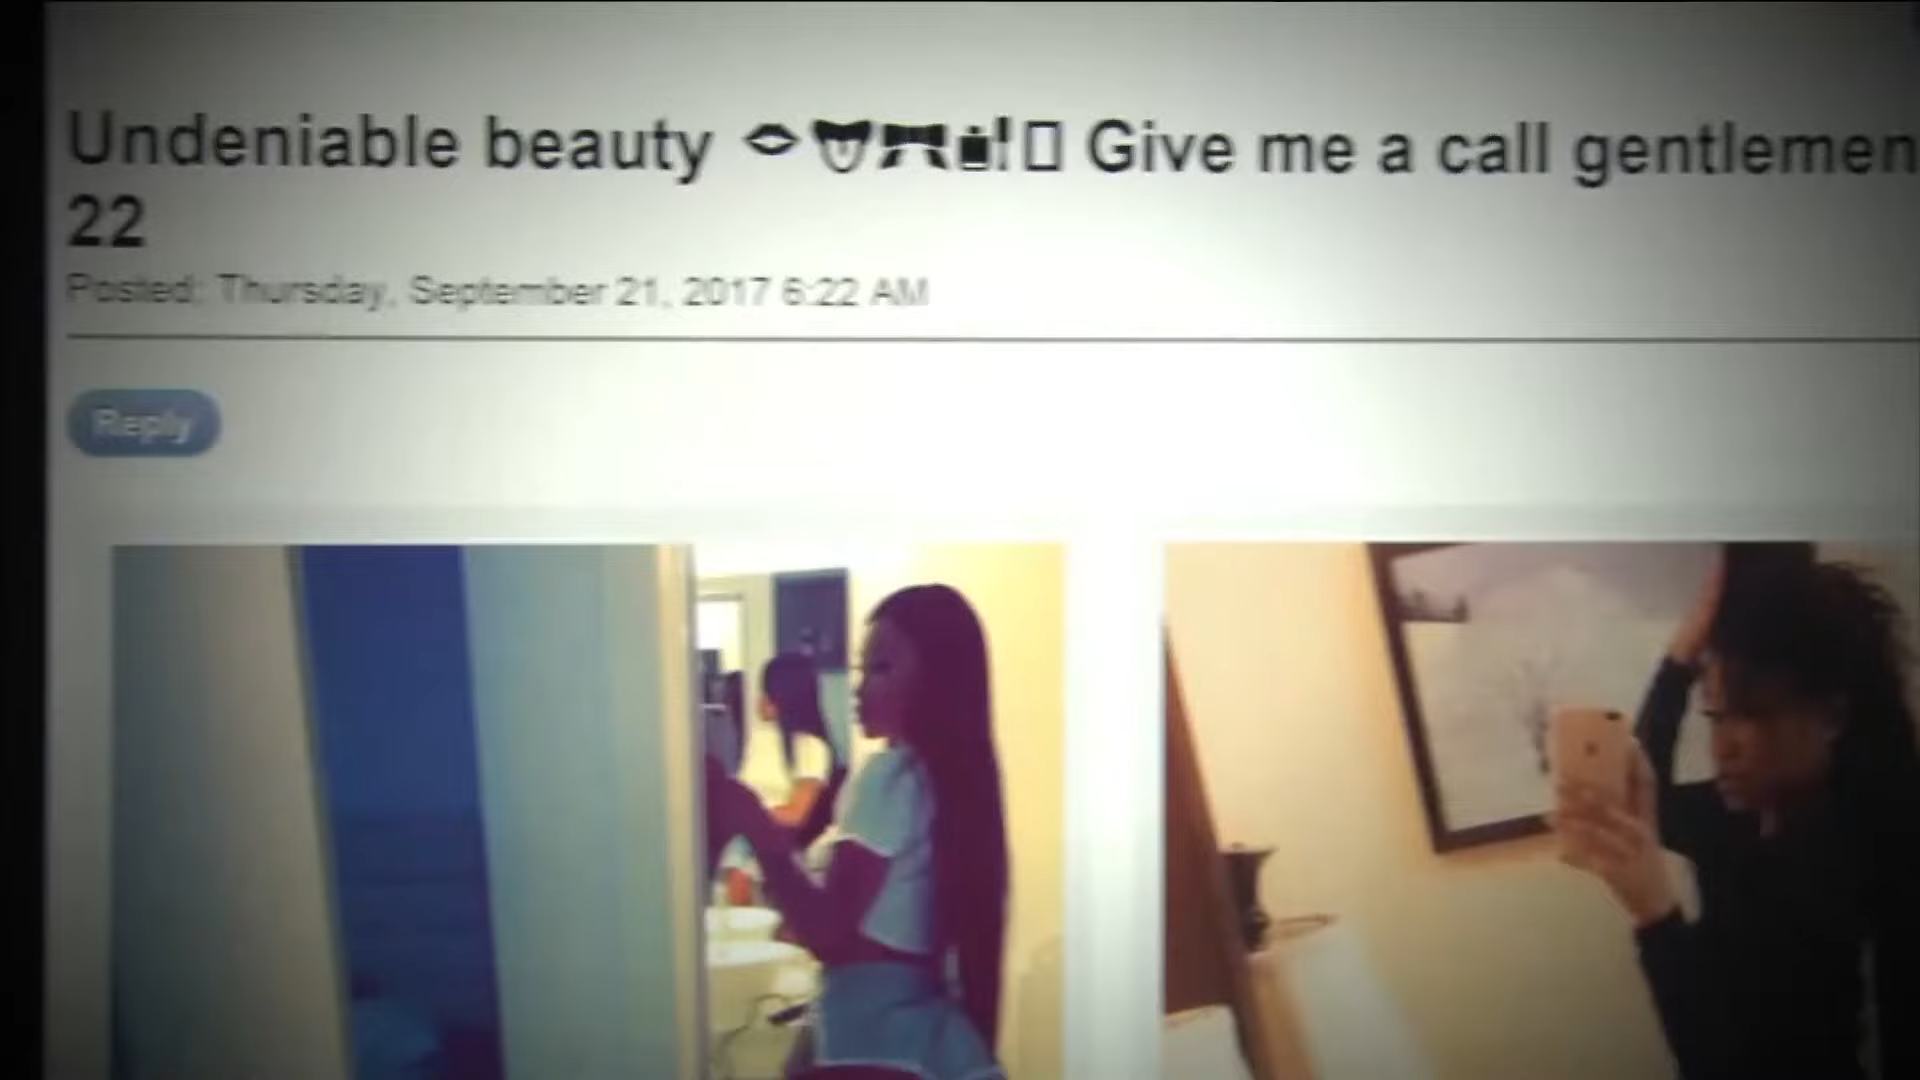 Undeniable beauty 💋👙🎀💄! Give me a call gentlemen
22
Posted: Thursday, September 21, 2017 6:22 AM
Reply